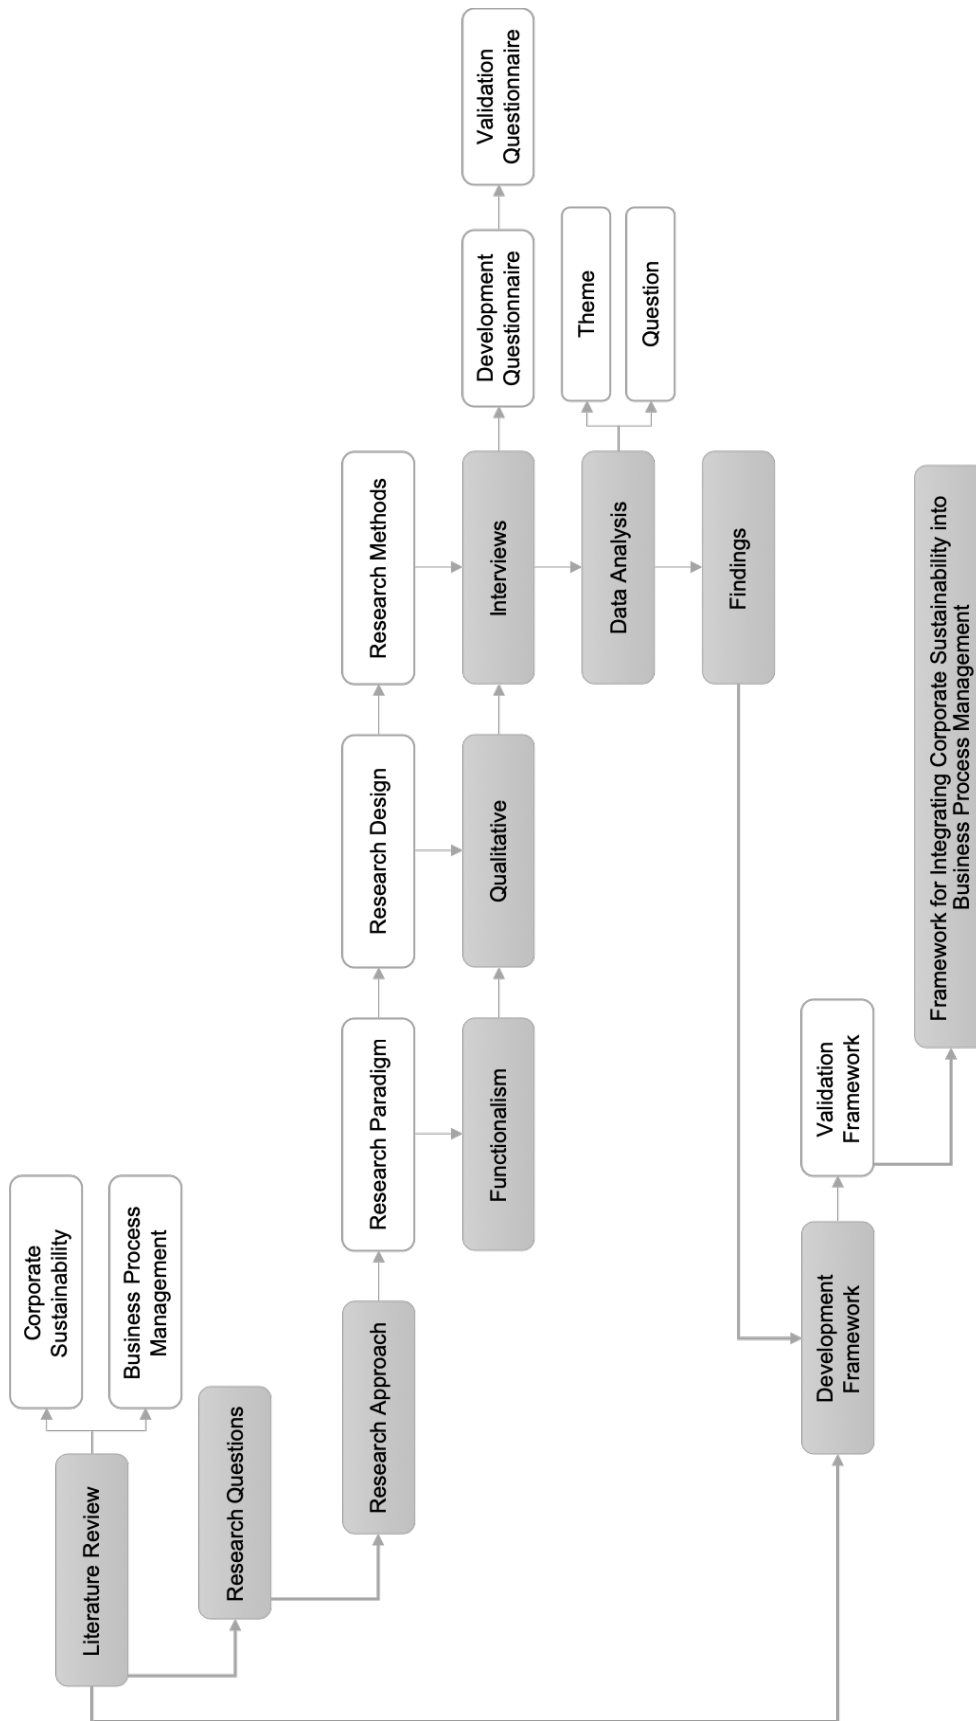 Literature Review
Corporate
Sustainability
Business Process
Management
Research Questions
Research Approach
Research Paradigm
Research Design
Research Methods
Functionalism
Qualitative
Interviews
Development
Questionnaire
Validation
Questionnaire
Data Analysis
Theme
Question
Findings
Development
Framework
Validation
Framework
Framework for Integrating Corporate Sustainability into
Business Process Management